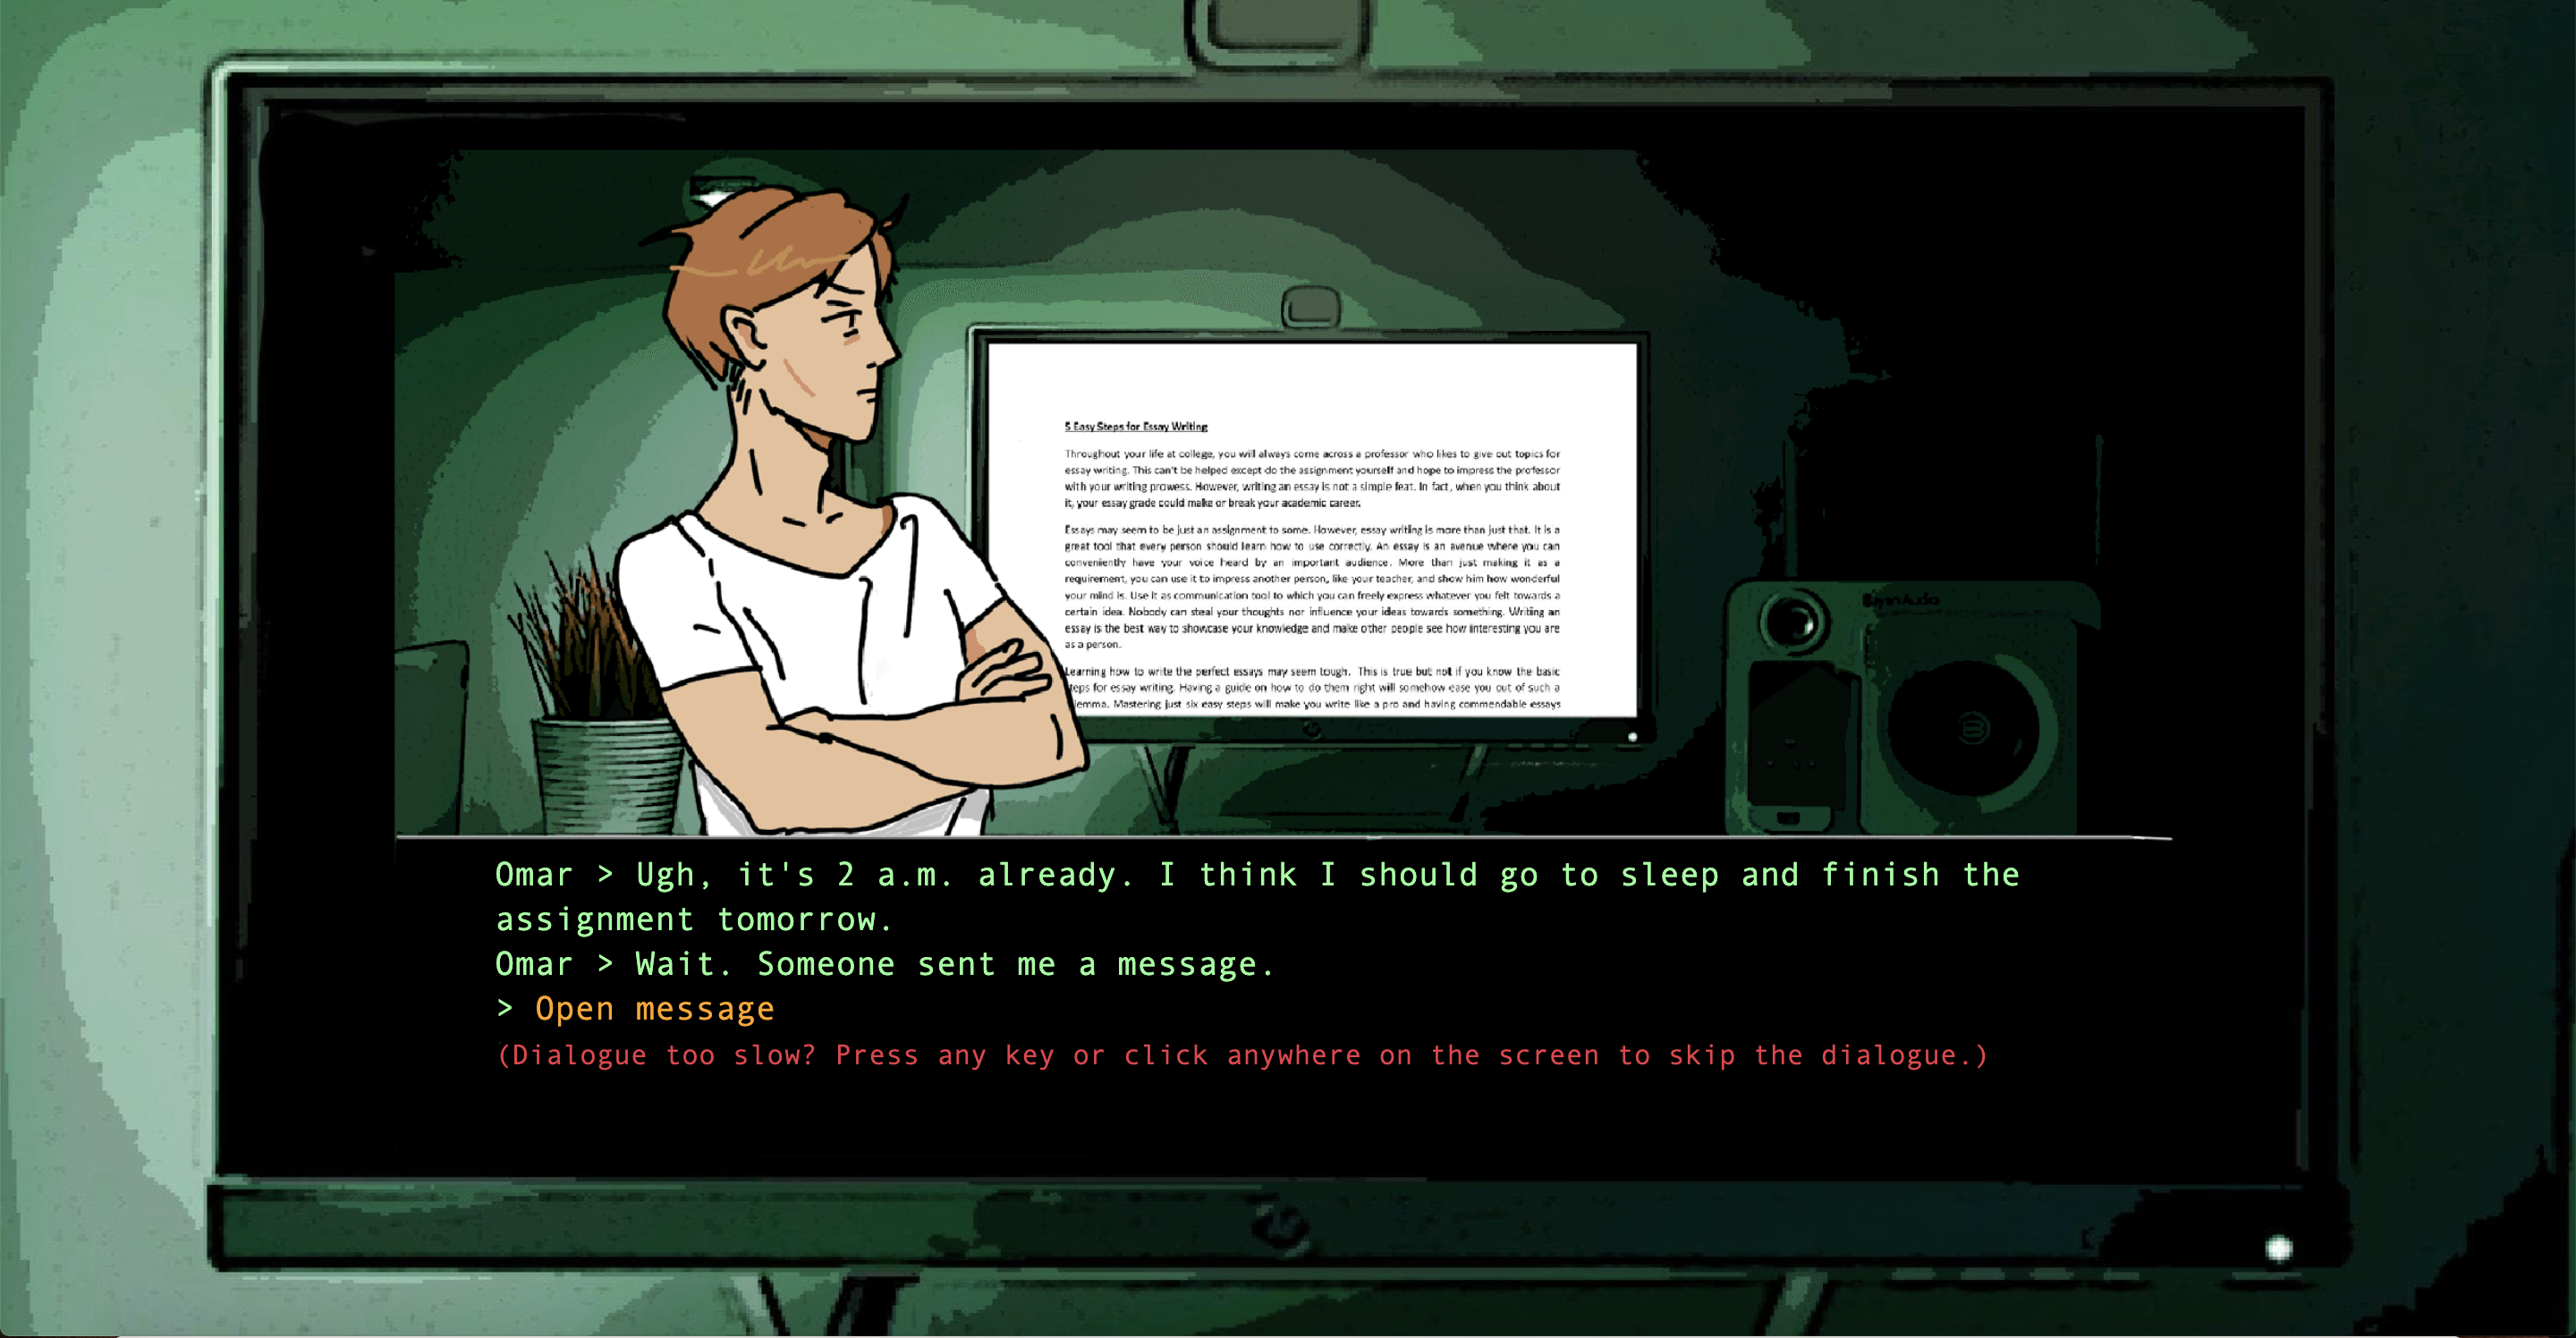 5 Easy Steps for Essay Writing
Throughout your life at college, you will always come across a professor who likes to give out topics for
essay writing. This can't be helped except do the assignment yourself and hope to impress the professor
with your writing prowess. However, writing an essay is not a simple feat. In fact, when you think about
it, your essay grade could make or break your academic career.
Essays may seem to be just an assignment to some. However, essay writing is more than just that. It is a
great tool that every person should learn how to use correctly. An essay is an avenue where you can
conveniently have your voice heard by an important audience. More than just making it as a
requirement, you can use it to impress another person, like your teacher, and show him how wonderful
your mind is. Use it as communication tool to which you can freely express whatever you felt towards a
certain idea. Nobody can steal your thoughts nor influence your ideas towards something. Writing an
essay is the best way to showcase your knowledge and make other people see how interesting you are
as a person.
Learning how to write the perfect essays may seem tough. This is true but not if you know the basic
teps for essay writing. Having a guide on how to do them right will somehow ease you out of such a
lemma. Mastering just six easy steps will make you write like a pro and having commendable essays
Audio
Omar > Ugh, it's 2 a.m. already. I think I should go to sleep and finish the
assignment tomorrow.
Omar > Wait. Someone sent me a message.
> Open message
(Dialogue too slow? Press any key or click anywhere on the screen to skip the dialogue.)